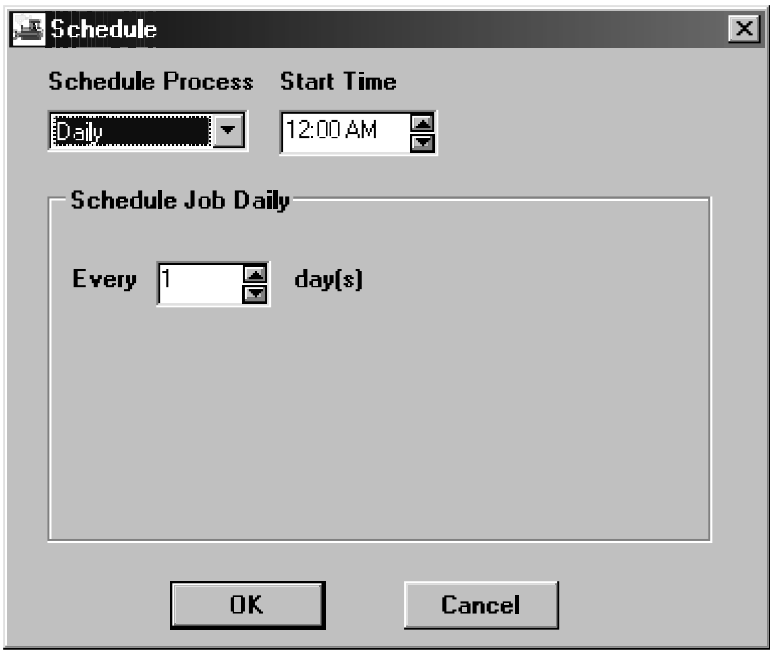 Schedule
Schedule Process Start Time
Daily 12:00 AM
Schedule Job Daily
Every 1 day(s)
OK Cancel